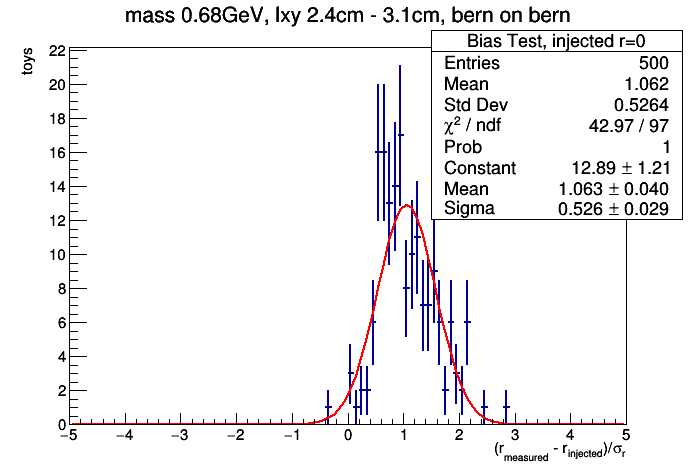 mass 0.68GeV, lxy 2.4cm - 3.1cm, bern on bern
Bias Test, injected r=0
Entries 500
Mean 1.062
Std Dev 0.5264
χ² / ndf 42.97 / 97
Prob 1
Constant 12.89 ± 1.21
Mean 1.063 ± 0.040
Sigma 0.526 ± 0.029
toys
22
20
18
16
14
12
10
8
6
4
2
0
−5 −4 −3 −2 −1 0 1 2 3 4 5
(r_measured - r_injected)/σ_r